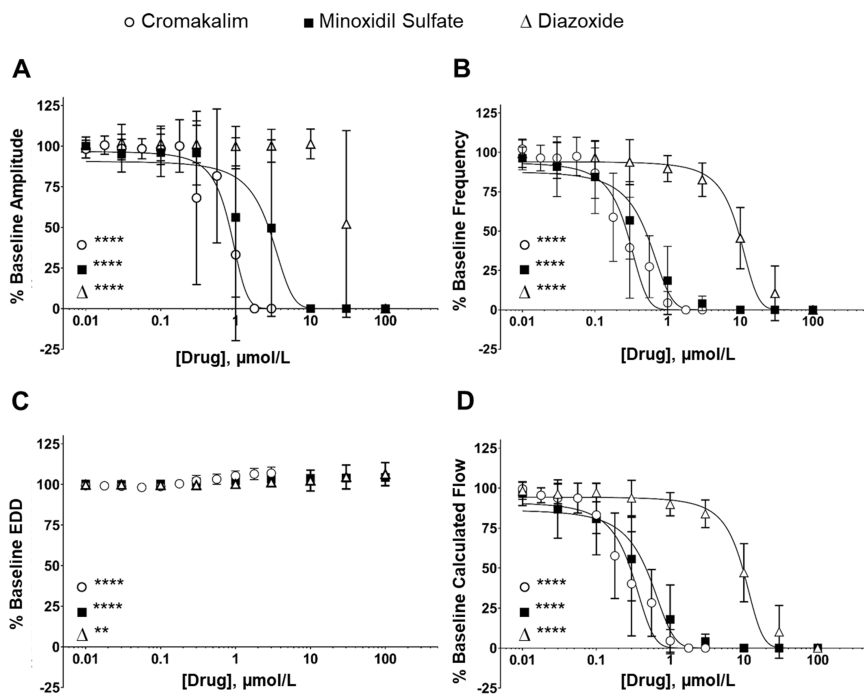 Cromakalim Minoxidil Sulfate Diazoxide
A
% Baseline Amplitude
125
100
75
50
25
0
-25
0.01 0.1 1 10 100
****
****
****
[Drug], µmol/L
B
% Baseline Frequency
125
100
75
50
25
0
-25
0.01 0.1 1 10 100
****
****
****
[Drug], µmol/L
C
% Baseline EDD
125
100
75
50
25
0
-25
0.01 0.1 1 10 100
****
****
**
[Drug], µmol/L
D
% Baseline Calculated Flow
125
100
75
50
25
0
-25
0.01 0.1 1 10 100
****
****
****
[Drug], µmol/L